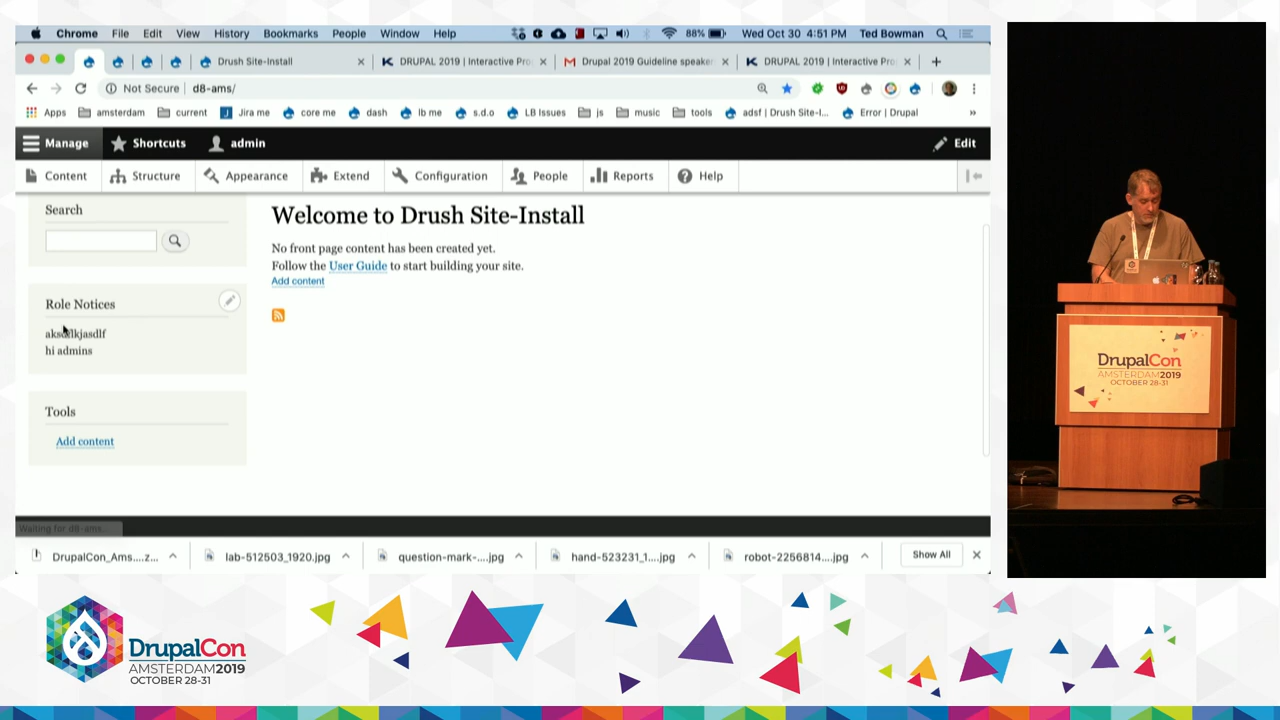 Chrome File Edit View History Bookmarks People Window Help 88% Wed Oct 30 4:51 PM Ted Bowman
Drush Site-Install DRUPAL 2019 | Interactive Pro Drupal 2019 Guideline speaker DRUPAL 2019 | Interactive Pro
Not Secure d8-ams/
Apps amsterdam current Jira me core me dash lb me s.d.o LB Issues js music tools adsf | Drush Site-I... Error | Drupal »
Manage Shortcuts admin Edit
Content Structure Appearance Extend Configuration People Reports Help
Search
Welcome to Drush Site-Install
No front page content has been created yet.
Follow the User Guide to start building your site.
Add content
Role Notices
hi admins
Tools
Add content
Waiting for d8-ams...
DrupalCon_Ams....z... lab-512503_1920.jpg question-mark-....jpg hand-523231_1....jpg robot-2256814....jpg Show All
DrupalCon
AMSTERDAM2019
OCTOBER 28-31
DrupalCon
AMSTERDAM2019
OCTOBER 28-31